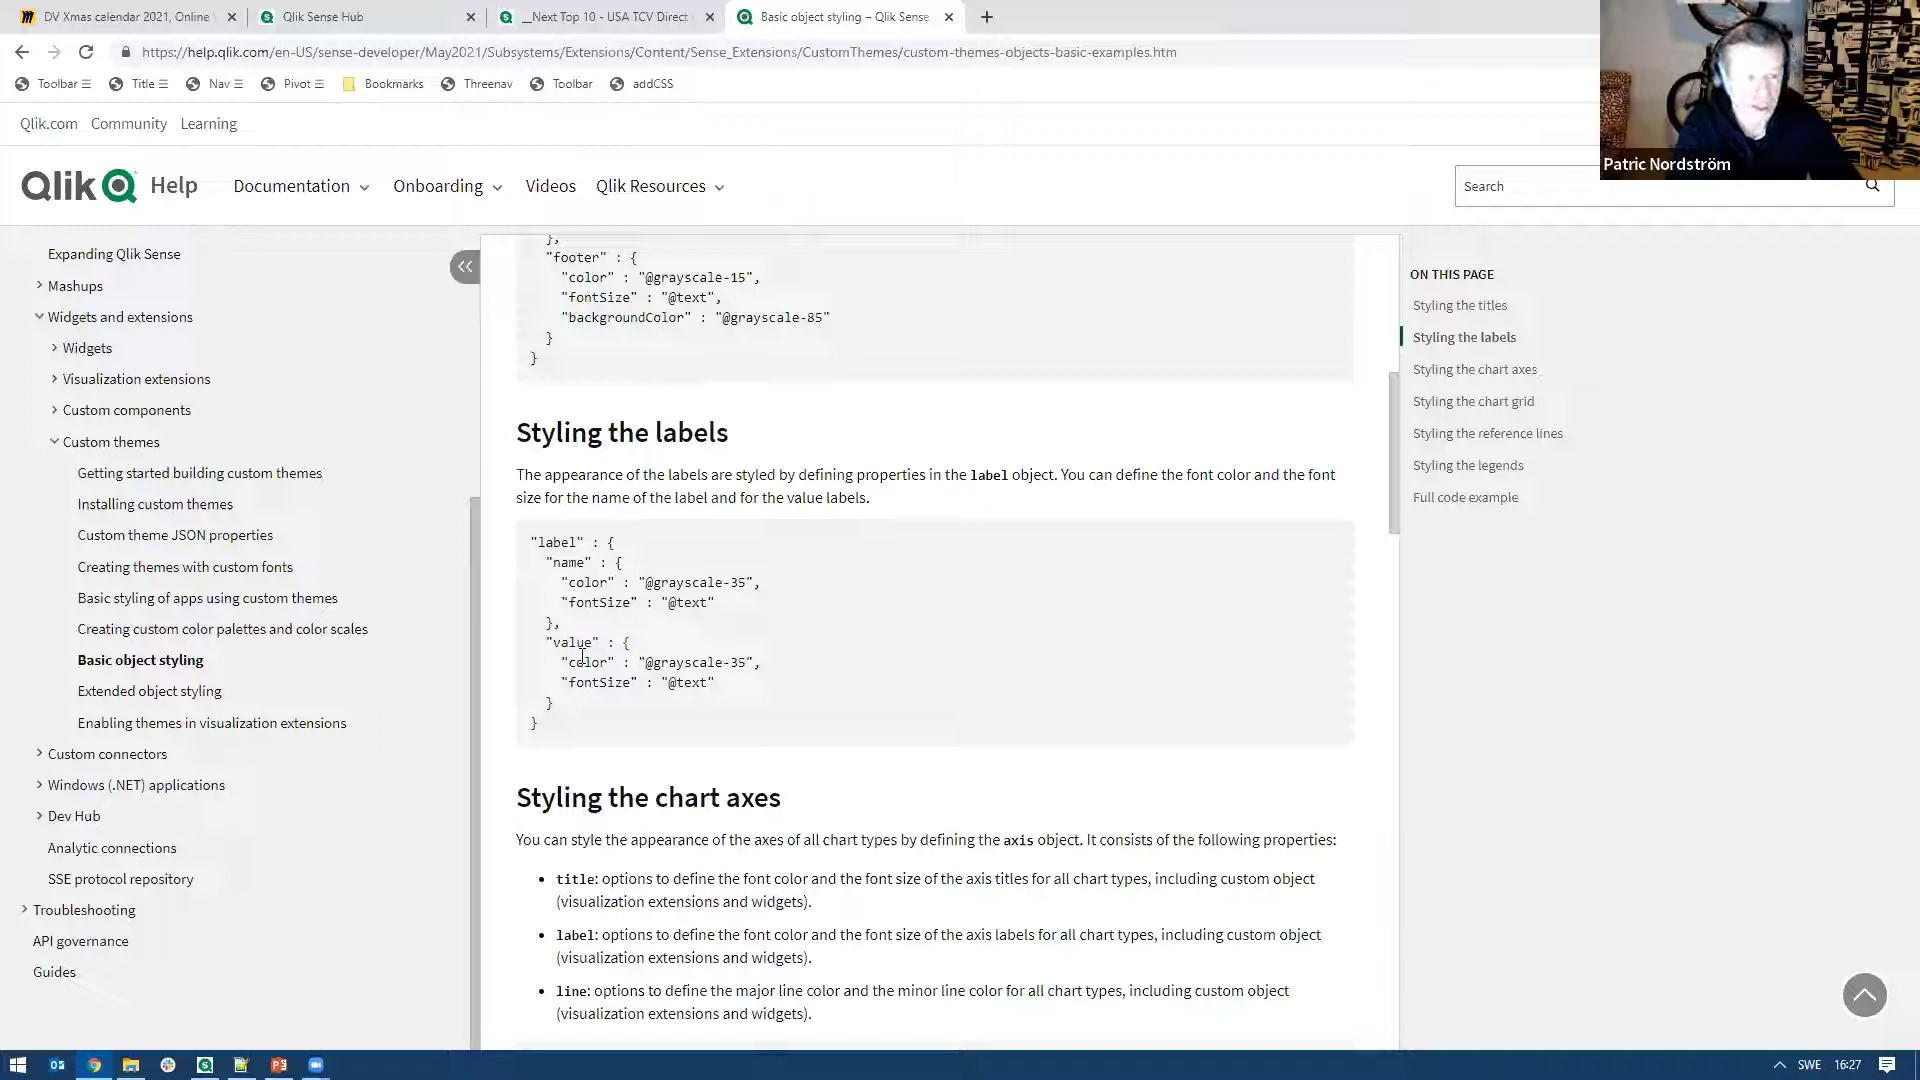 DV Xmas calendar 2021, Online
Qlik Sense Hub
__Next Top 10 - USA TCV Direct
Basic object styling – Qlik Sense
https://help.qlik.com/en-US/sense-developer/May2021/Subsystems/Extensions/Content/Sense_Extensions/CustomThemes/custom-themes-objects-basic-examples.htm
Toolbar
Title
Nav
Pivot
Bookmarks
Threenav
Toolbar
addCSS
Patric Nordström
Qlik.com
Community
Learning
Qlik Help
Documentation
Onboarding
Videos
Qlik Resources
Search
Expanding Qlik Sense
Mashups
Widgets and extensions
Widgets
Visualization extensions
Custom components
Custom themes
Getting started building custom themes
Installing custom themes
Custom theme JSON properties
Creating themes with custom fonts
Basic styling of apps using custom themes
Creating custom color palettes and color scales
Basic object styling
Extended object styling
Enabling themes in visualization extensions
Custom connectors
Windows (.NET) applications
Dev Hub
Analytic connections
SSE protocol repository
Troubleshooting
API governance
Guides
},
"footer" : {
"color" : "@grayscale-15",
"fontSize" : "@text",
"backgroundColor" : "@grayscale-85"
}
}
Styling the labels
The appearance of the labels are styled by defining properties in the label object. You can define the font color and the font
size for the name of the label and for the value labels.
"label" : {
"name" : {
"color" : "@grayscale-35",
"fontSize" : "@text"
},
"value" : {
"color" : "@grayscale-35",
"fontSize" : "@text"
}
}
Styling the chart axes
You can style the appearance of the axes of all chart types by defining the axis object. It consists of the following properties:
• title: options to define the font color and the font size of the axis titles for all chart types, including custom object
(visualization extensions and widgets).
• label: options to define the font color and the font size of the axis labels for all chart types, including custom object
(visualization extensions and widgets).
• line: options to define the major line color and the minor line color for all chart types, including custom object
(visualization extensions and widgets).
ON THIS PAGE
Styling the titles
Styling the labels
Styling the chart axes
Styling the chart grid
Styling the reference lines
Styling the legends
Full code example
SWE
16:27